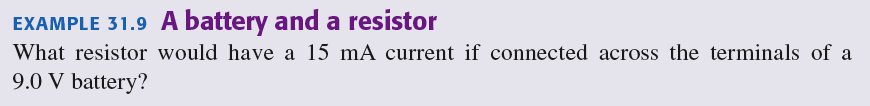 EXAMPLE 31.9 A battery and a resistor
What resistor would have a 15 mA current if connected across the terminals of a
9.0 V battery?